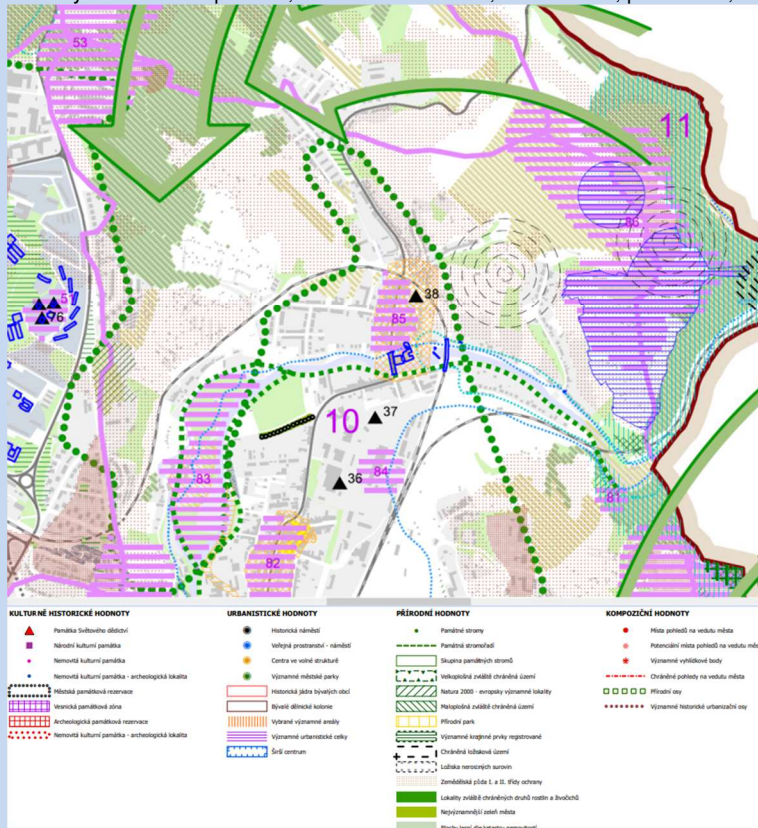 53
11
86
5
76
38
85
10
37
84
36
83
82
81
KULTURNĚ HISTORICKÉ HODNOTY
Památka Světového dědictví
Národní kulturní památka
Nemovitá kulturní památka
Nemovitá kulturní památka - archeologická lokalita
Městská památková rezervace
Vesnická památková zóna
Archeologická památková rezervace
Nemovitá kulturní památka - archeologická lokalita
URBANISTICKÉ HODNOTY
Historická náměstí
Veřejná prostranství - náměstí
Centra ve volné struktuře
Významné městské parky
Historická jádra bývalých obcí
Bývalé dělnické kolonie
Vybrané významné areály
Významné urbanistické celky
Širší centrum
PŘÍRODNÍ HODNOTY
Památné stromy
Památná stromořadí
Skupina památných stromů
Velkoplošná zvláště chráněná území
Natura 2000 - evropsky významné lokality
Maloplošná zvláště chráněná území
Přírodní park
Významné krajinné prvky registrované
Chráněná ložisková území
Ložiska nerostných surovin
Zemědělská půda I. a II. třídy ochrany
Lokality zvláště chráněných druhů rostlin a živočichů
Nejvýznamnější zeleň města
KOMPOZIČNÍ HODNOTY
Místa pohledů na vedutu města
Potenciální místa pohledů na vedutu
Významné vyhlídkové body
Chráněné pohledy na vedutu města
Přírodní osy
Významné historické urbanizační osy